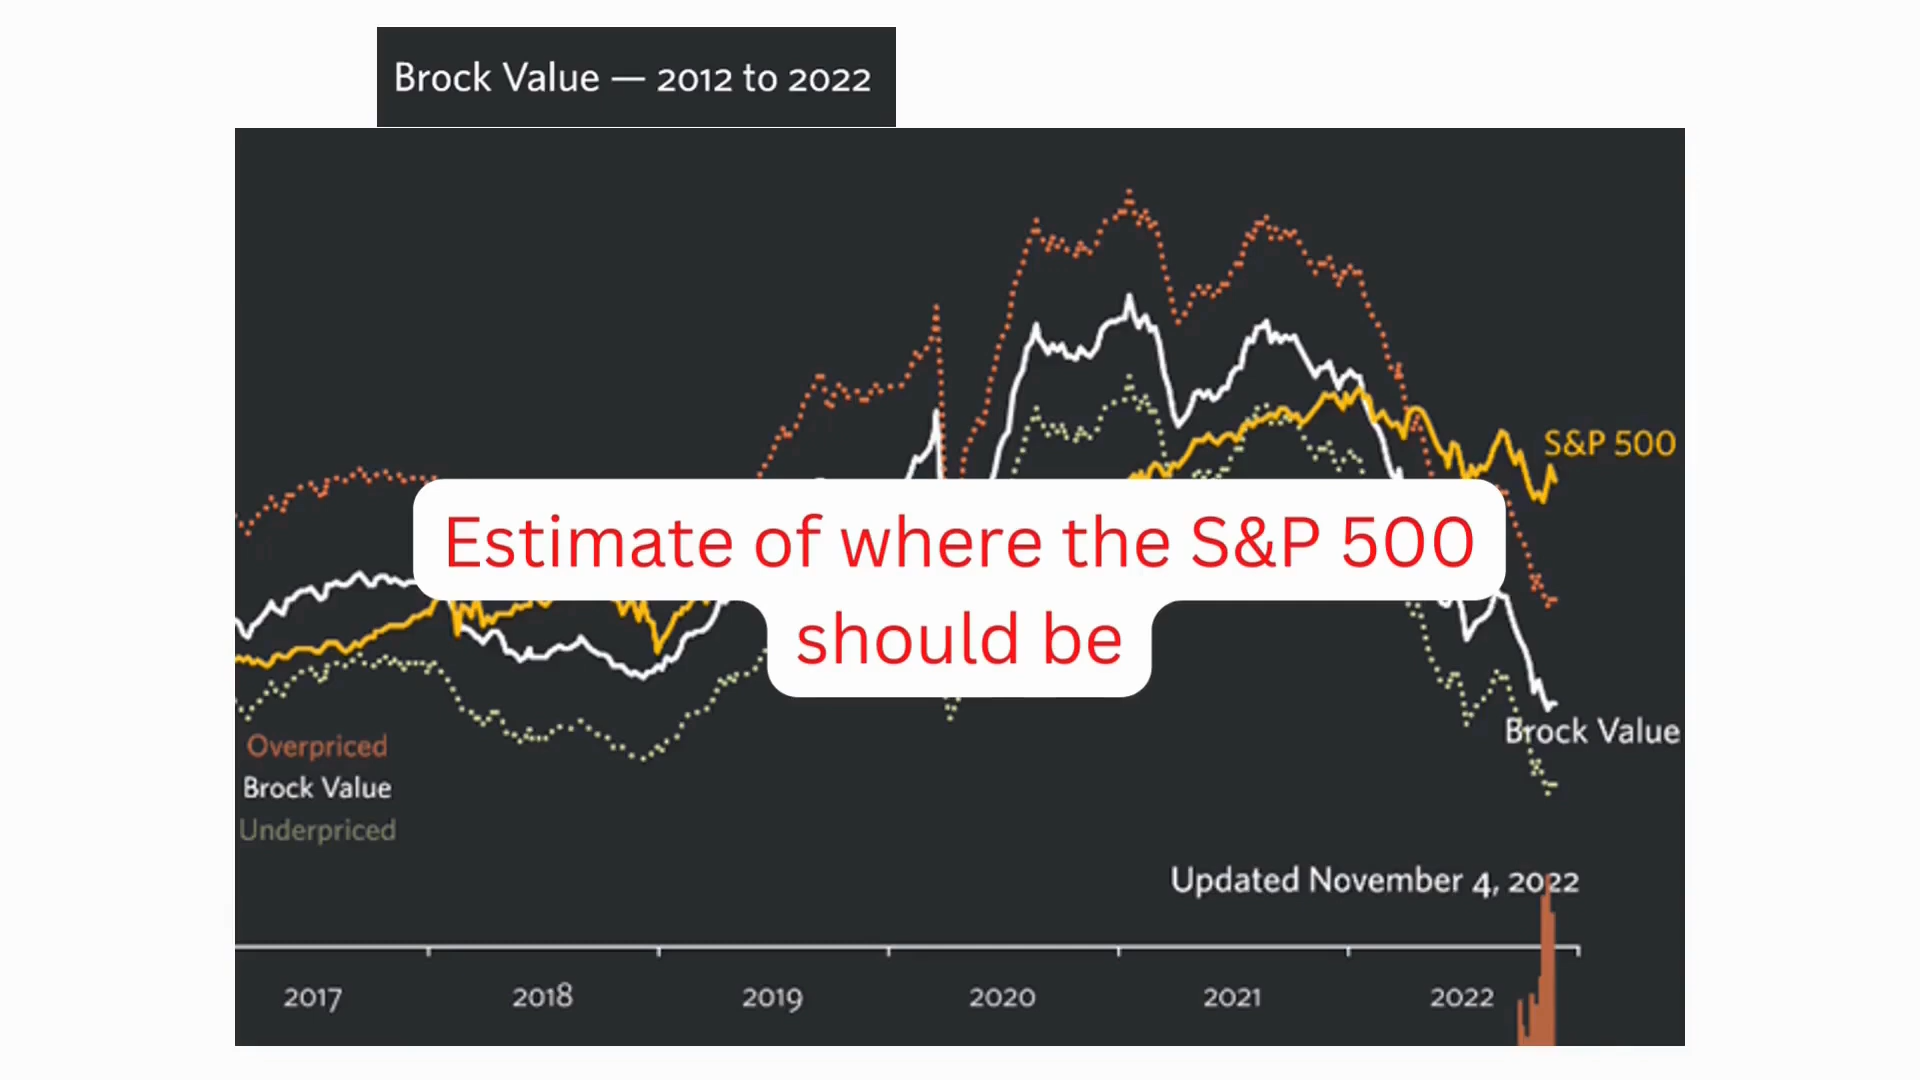 Brock Value — 2012 to 2022
S&P 500
Estimate of where the S&P 500
should be
Brock Value
Overpriced
Brock Value
Underpriced
Updated November 4, 2022
2017 2018 2019 2020 2021 2022